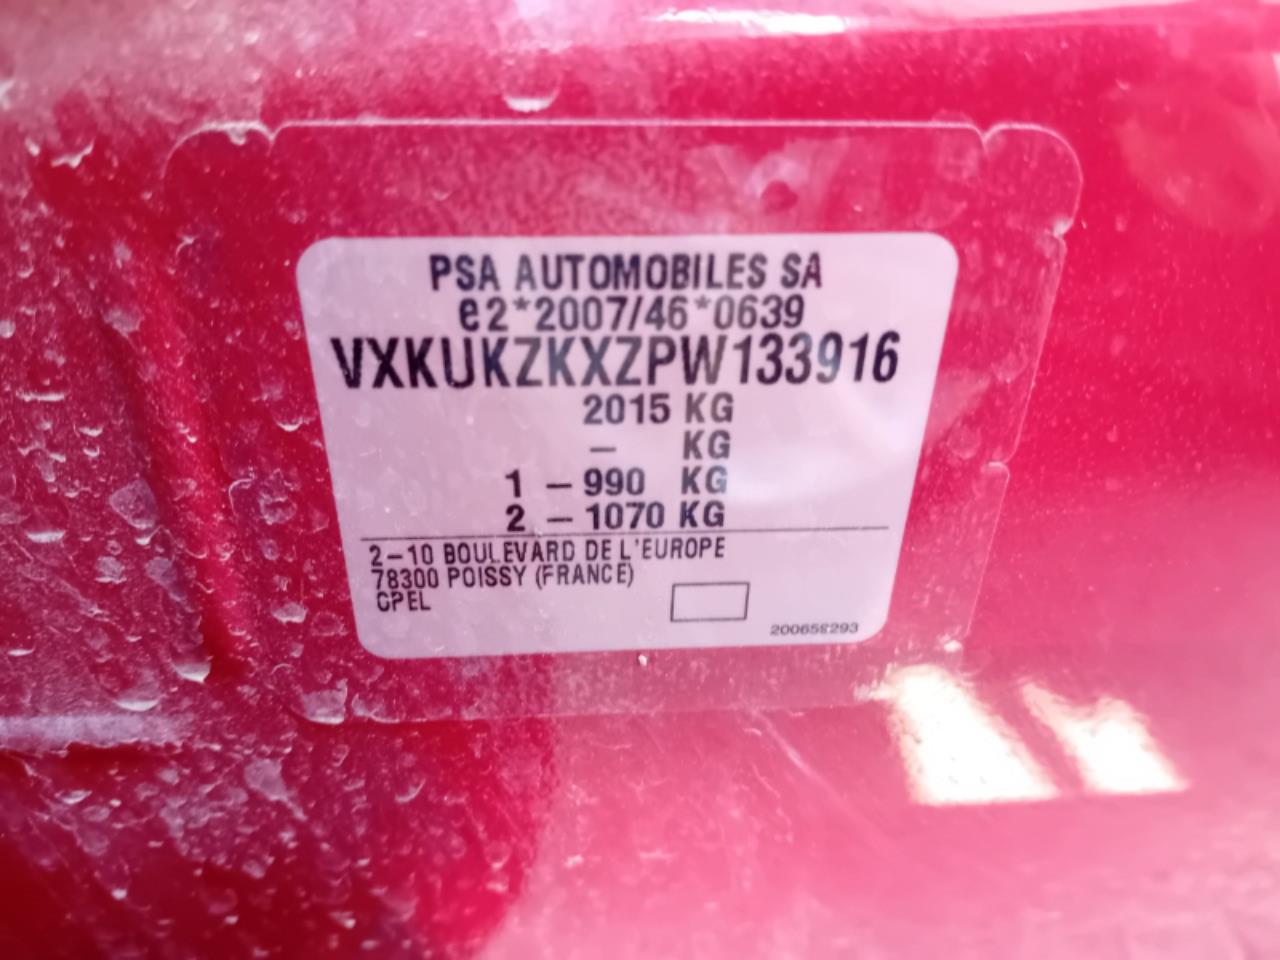 PSA AUTOMOBILES SA
e2*2007/46*0639
VXKUKZKXZPW133916
2015 KG
– KG
1 – 990 KG
2 – 1070 KG
2–10 BOULEVARD DE L'EUROPE
78300 POISSY (FRANCE)
OPEL